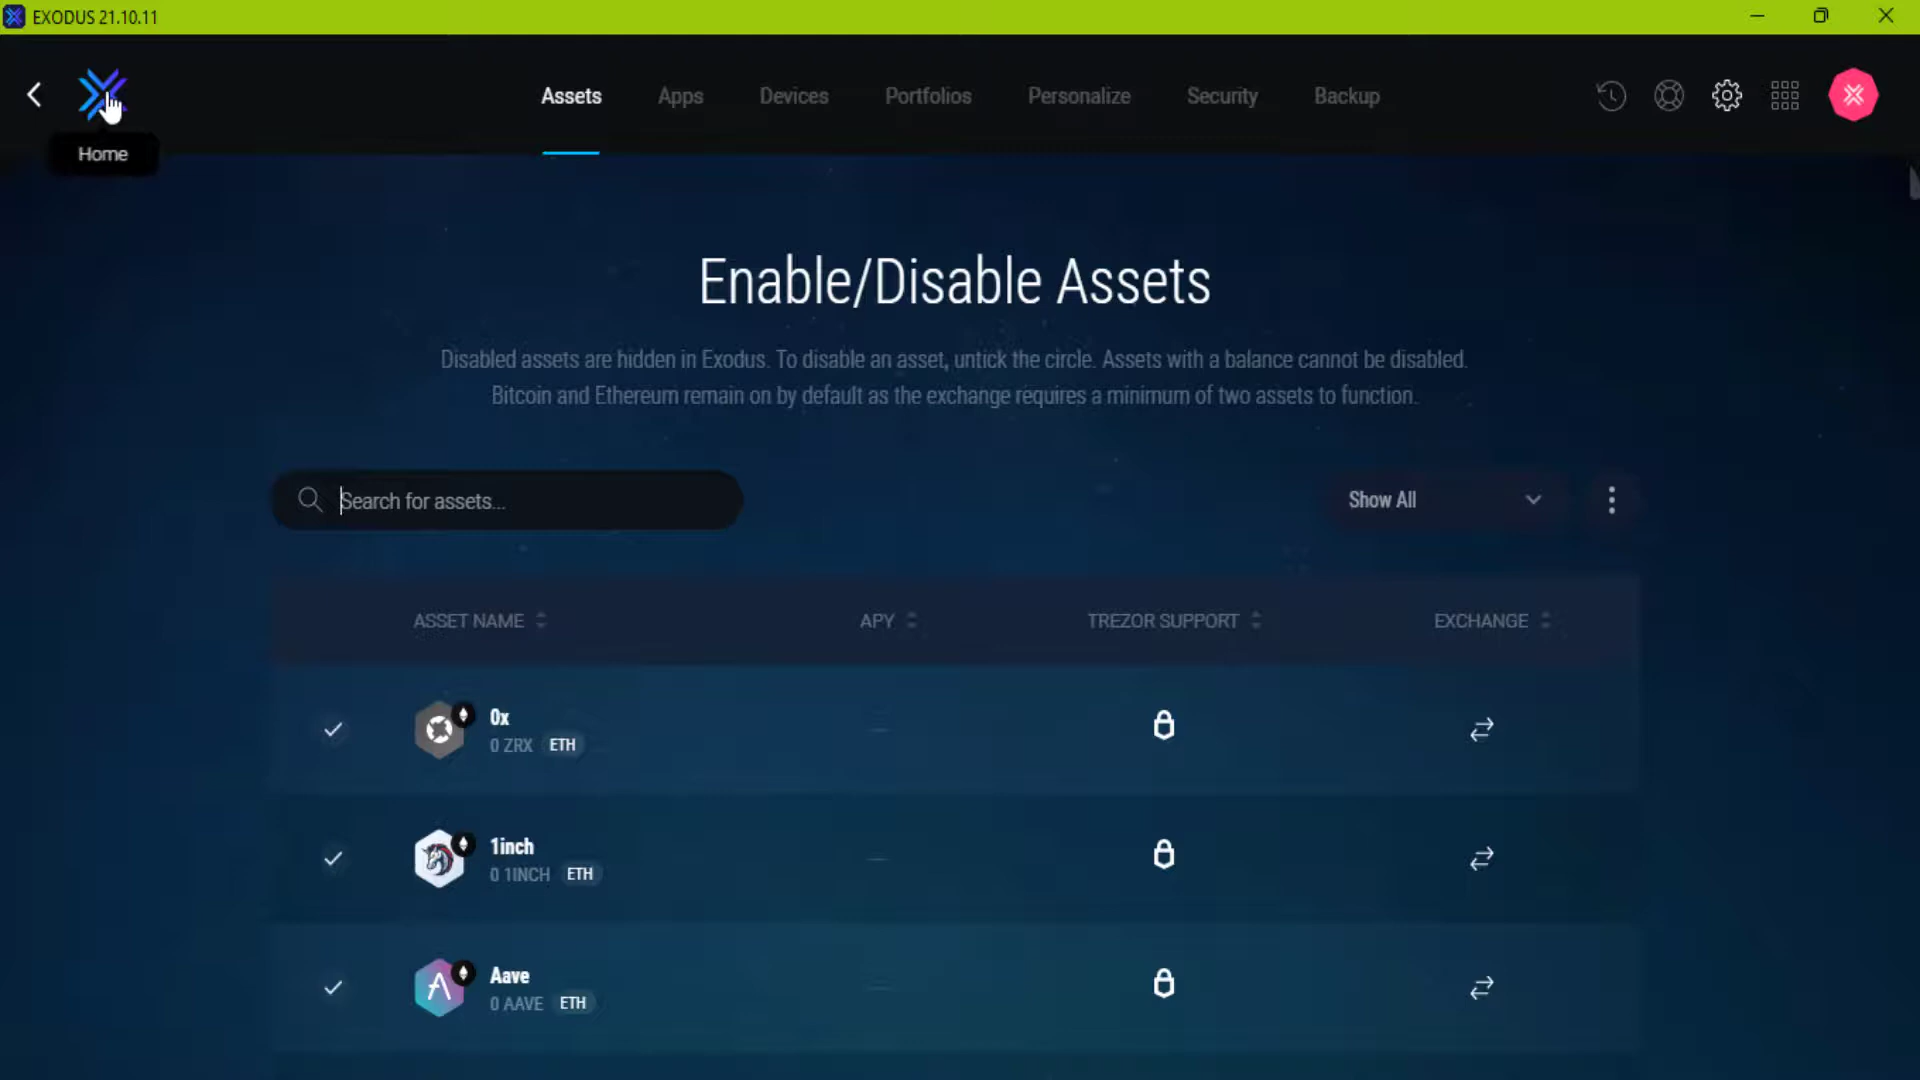 EXODUS 21.10.11
Assets
Apps
Devices
Portfolios
Personalize
Security
Backup
Home
Enable/Disable Assets
Disabled assets are hidden in Exodus. To disable an asset, untick the circle. Assets with a balance cannot be disabled.
Bitcoin and Ethereum remain on by default as the exchange requires a minimum of two assets to function.
Search for assets...
Show All
ASSET NAME
APY
TREZOR SUPPORT
EXCHANGE
0x
0 ZRX ETH
1inch
0 1INCH ETH
Aave
0 AAVE ETH